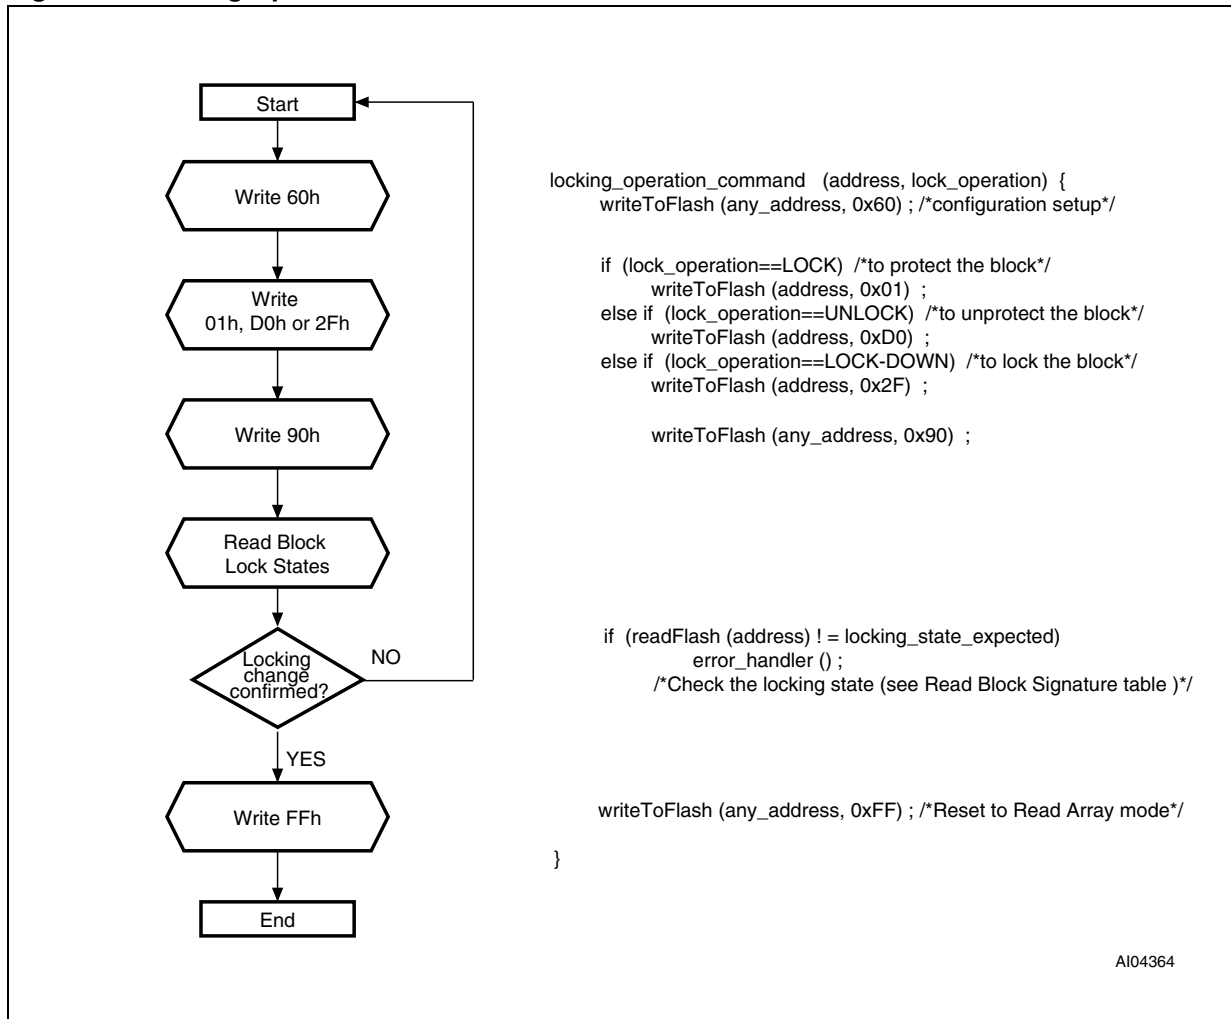 Start
Write 60h
Write
01h, D0h or 2Fh
Write 90h
Read Block
Lock States
Locking
change
confirmed?
NO
YES
Write FFh
End
locking_operation_command (address, lock_operation) {
writeToFlash (any_address, 0x60) ; /*configuration setup*/
if (lock_operation==LOCK) /*to protect the block*/
writeToFlash (address, 0x01) ;
else if (lock_operation==UNLOCK) /*to unprotect the block*/
writeToFlash (address, 0xD0) ;
else if (lock_operation==LOCK-DOWN) /*to lock the block*/
writeToFlash (address, 0x2F) ;
writeToFlash (any_address, 0x90) ;
if (readFlash (address) ! = locking_state_expected)
error_handler () ;
/*Check the locking state (see Read Block Signature table )*/
writeToFlash (any_address, 0xFF) ; /*Reset to Read Array mode*/
}
AI04364